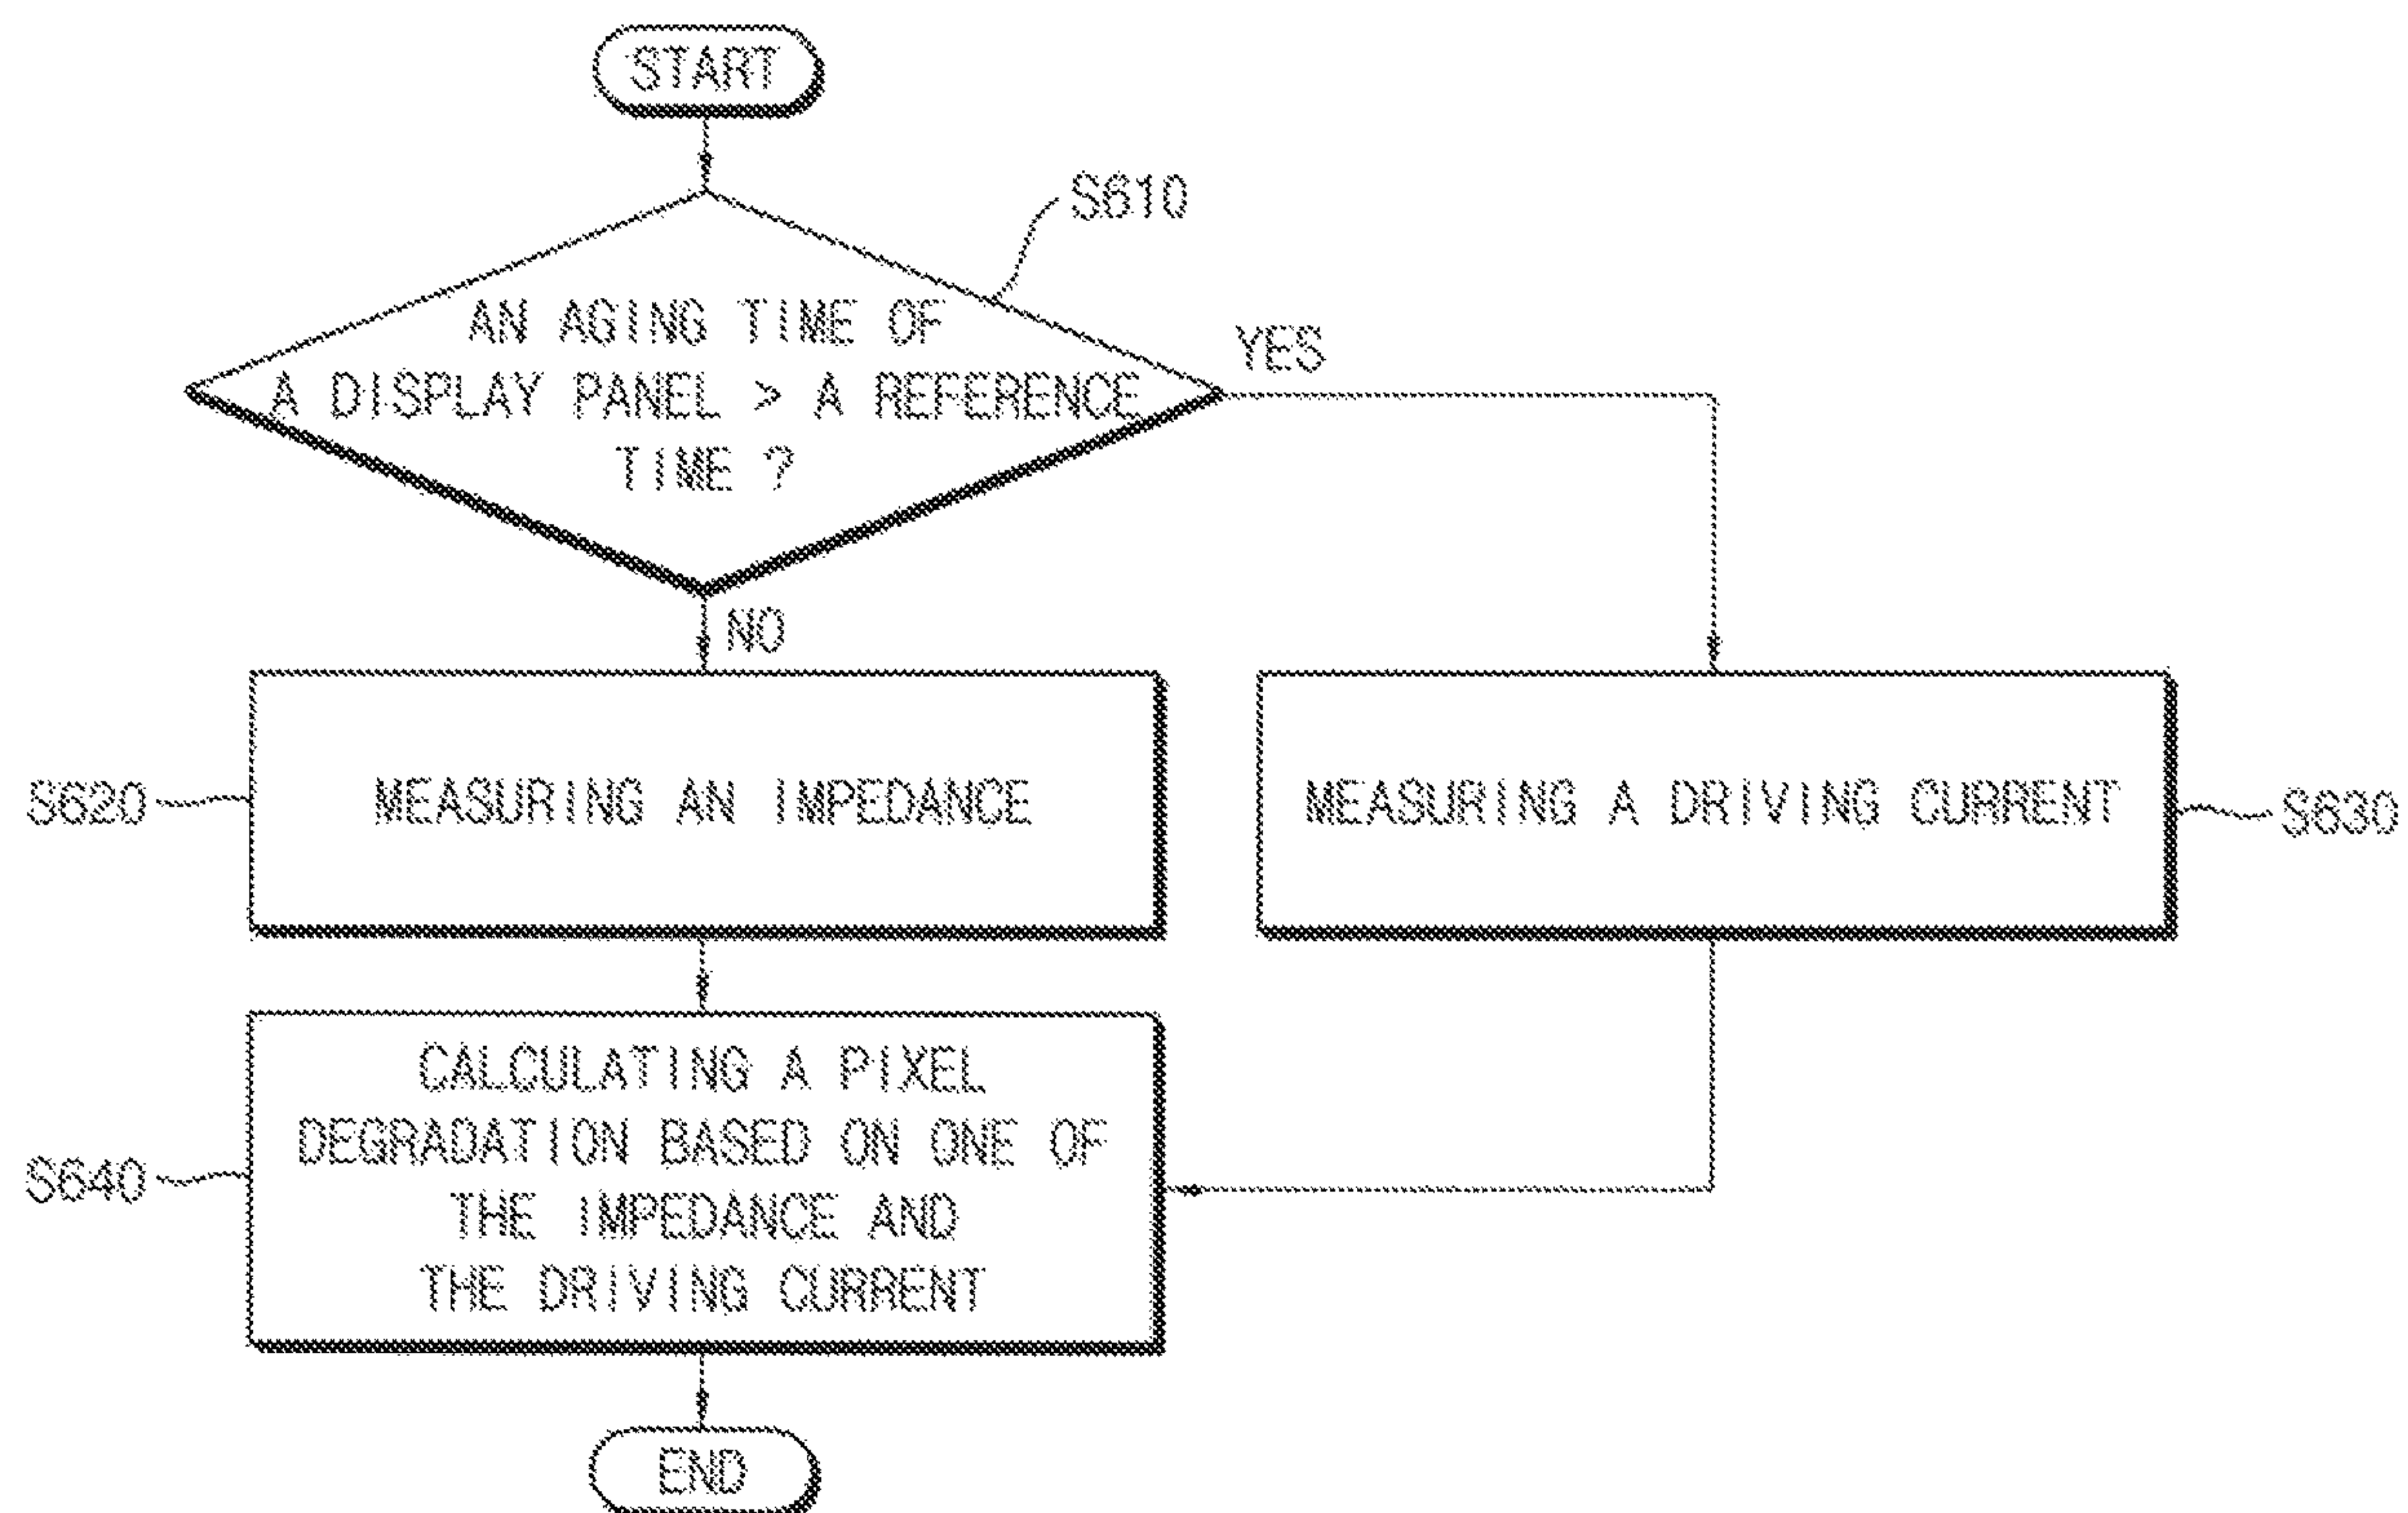 START
S610
AN AGING TIME OF
A DISPLAY PANEL > A REFERENCE
TIME ?
YES
NO
S620
MEASURING AN IMPEDANCE
MEASURING A DRIVING CURRENT
S630
S640
CALCULATING A PIXEL
DEGRADATION BASED ON ONE OF
THE IMPEDANCE AND
THE DRIVING CURRENT
END